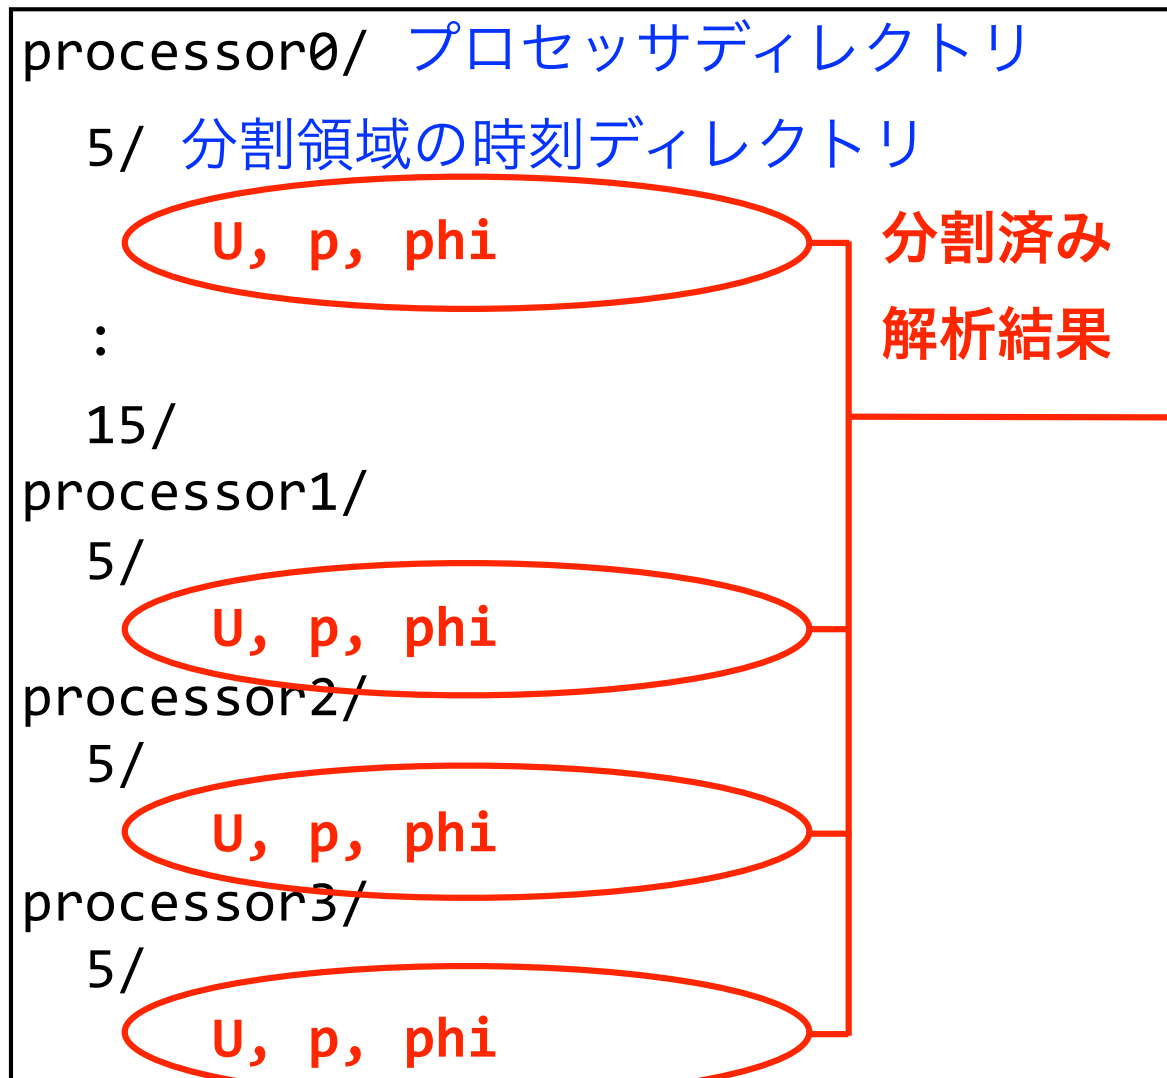 processor0/ プロセッサディレクトリ
5/ 分割領域の時刻ディレクトリ
U, p, phi
分割済み
解析結果
:
15/
processor1/
5/
U, p, phi
processor2/
5/
U, p, phi
processor3/
5/
U, p, phi